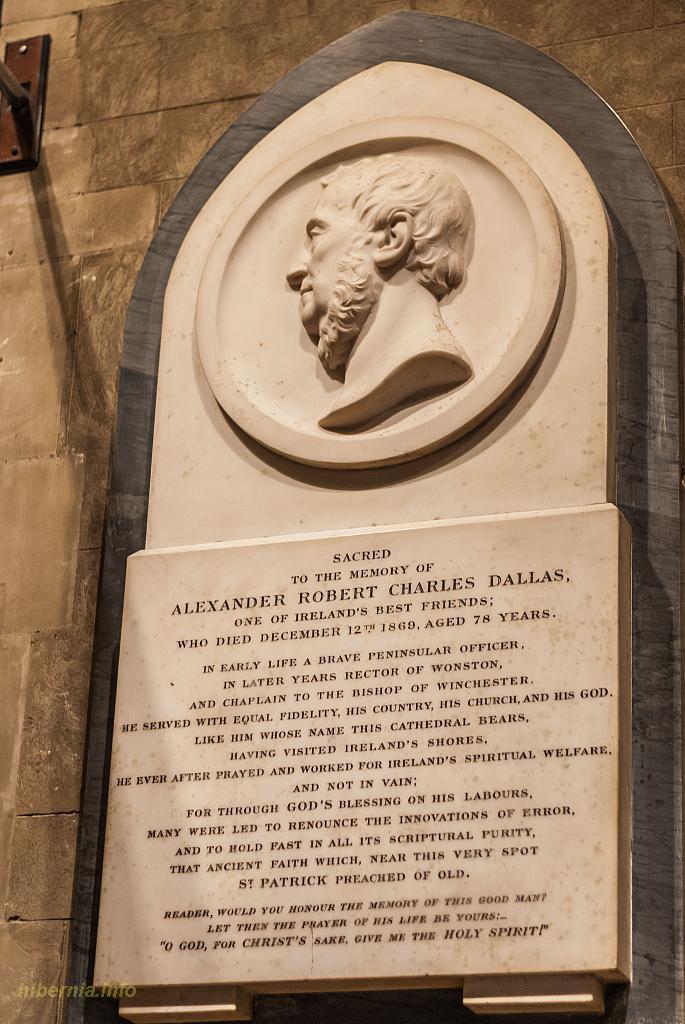 SACRED
TO THE MEMORY OF
ALEXANDER ROBERT CHARLES DALLAS,
ONE OF IRELAND'S BEST FRIENDS;
WHO DIED DECEMBER 12TH 1869, AGED 78 YEARS.
IN EARLY LIFE A BRAVE PENINSULAR OFFICER,
IN LATER YEARS RECTOR OF WONSTON,
AND CHAPLAIN TO THE BISHOP OF WINCHESTER.
HE SERVED WITH EQUAL FIDELITY, HIS COUNTRY, HIS CHURCH, AND HIS GOD.
LIKE HIM WHOSE NAME THIS CATHEDRAL BEARS,
HAVING VISITED IRELAND'S SHORES,
HE EVER AFTER PRAYED AND WORKED FOR IRELAND'S SPIRITUAL WELFARE,
AND NOT IN VAIN;
FOR THROUGH GOD'S BLESSING ON HIS LABOURS,
MANY WERE LED TO RENOUNCE THE INNOVATIONS OF ERROR,
AND TO HOLD FAST IN ALL ITS SCRIPTURAL PURITY,
THAT ANCIENT FAITH WHICH, NEAR THIS VERY SPOT
ST PATRICK PREACHED OF OLD.
READER, WOULD YOU HONOUR THE MEMORY OF THIS GOOD MAN?
LET THEN THE PRAYER OF HIS LIFE BE YOURS:—
"O GOD, FOR CHRIST'S SAKE, GIVE ME THE HOLY SPIRIT!"
hibernia.info